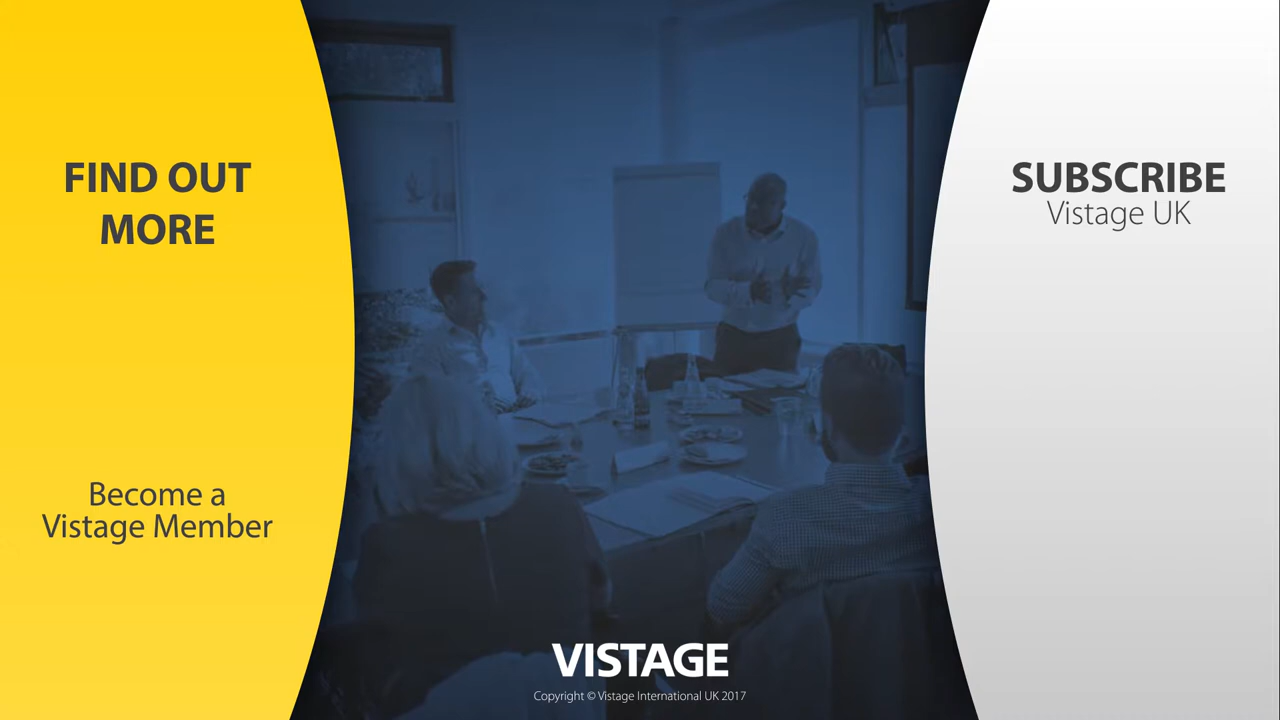 FIND OUT
MORE
Become a
Vistage Member
SUBSCRIBE
Vistage UK
VISTAGE
Copyright © Vistage International UK 2017